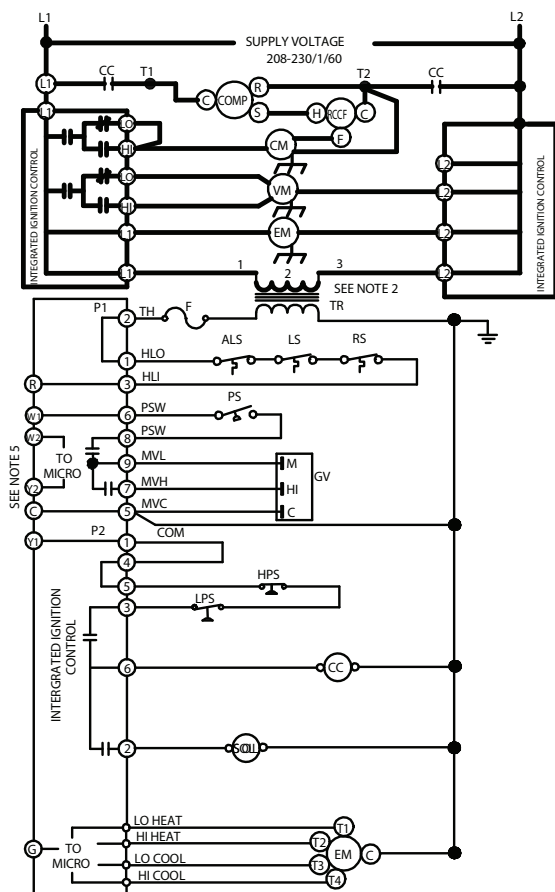 L1
L2
SUPPLY VOLTAGE
208-230/1/60
CC
T1
T2
CC
L1
C
COMP
R
S
H
RCCF
C
F
L1
LO
HI
CM
LO
HI
VM
L2
L2
L1
EM
L2
L1
1
2
3
L2
INTEGRATED IGNITION CONTROL
INTEGRATED IGNITION CONTROL
SEE NOTE 2
TR
P1
2
TH
F
1
HLO
ALS
LS
RS
R
3
HLI
W1
6
PSW
PS
W2
8
PSW
TO
MICRO
9
MVL
M
GV
Y2
7
MVH
HI
C
5
MVC
C
SEE NOTE 5
Y1
P2
1
COM
4
5
HPS
3
LPS
INTERGRATED IGNITION
CONTROL
6
CC
2
SOL
LO HEAT
T1
HI HEAT
T2
G
TO
MICRO
EM
C
LO COOL
T3
HI COOL
T4